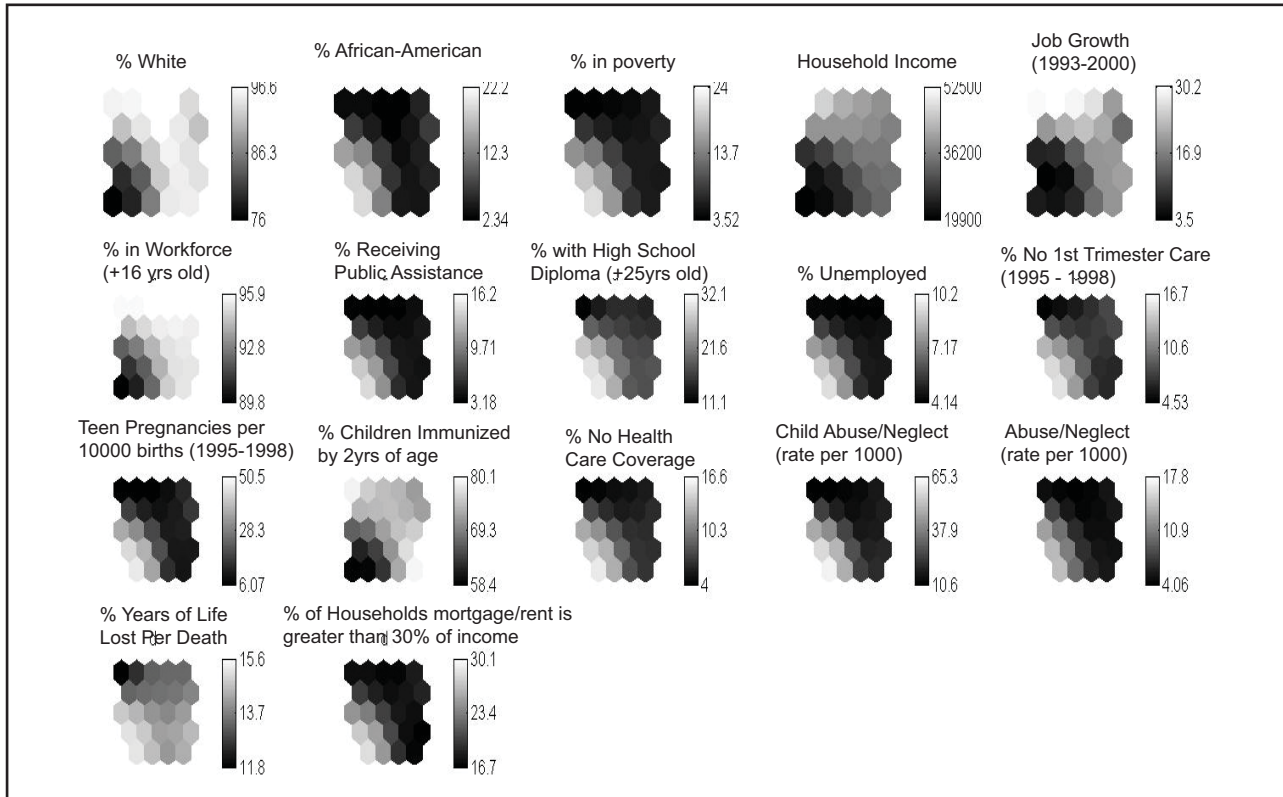 % White
96.6
86.3
76
% African-American
22.2
12.3
2.34
% in poverty
24
13.7
3.52
Household Income
52500
36200
19900
Job Growth
(1993-2000)
30.2
16.9
3.5
% in Workforce
(+16 yrs old)
95.9
92.8
89.8
% Receiving
Public Assistance
16.2
9.71
3.18
% with High School
Diploma (+25yrs old)
32.1
21.6
11.1
% Unemployed
10.2
7.17
4.14
% No 1st Trimester Care
(1995 - 1998)
16.7
10.6
4.53
Teen Pregnancies per
10000 births (1995-1998)
50.5
28.3
6.07
% Children Immunized
by 2yrs of age
80.1
69.3
58.4
% No Health
Care Coverage
16.6
10.3
4
Child Abuse/Neglect
(rate per 1000)
65.3
37.9
10.6
Abuse/Neglect
(rate per 1000)
17.8
10.9
4.06
% Years of Life
Lost Per Death
15.6
13.7
11.8
% of Households mortgage/rent is
greater than 30% of income
30.1
23.4
16.7